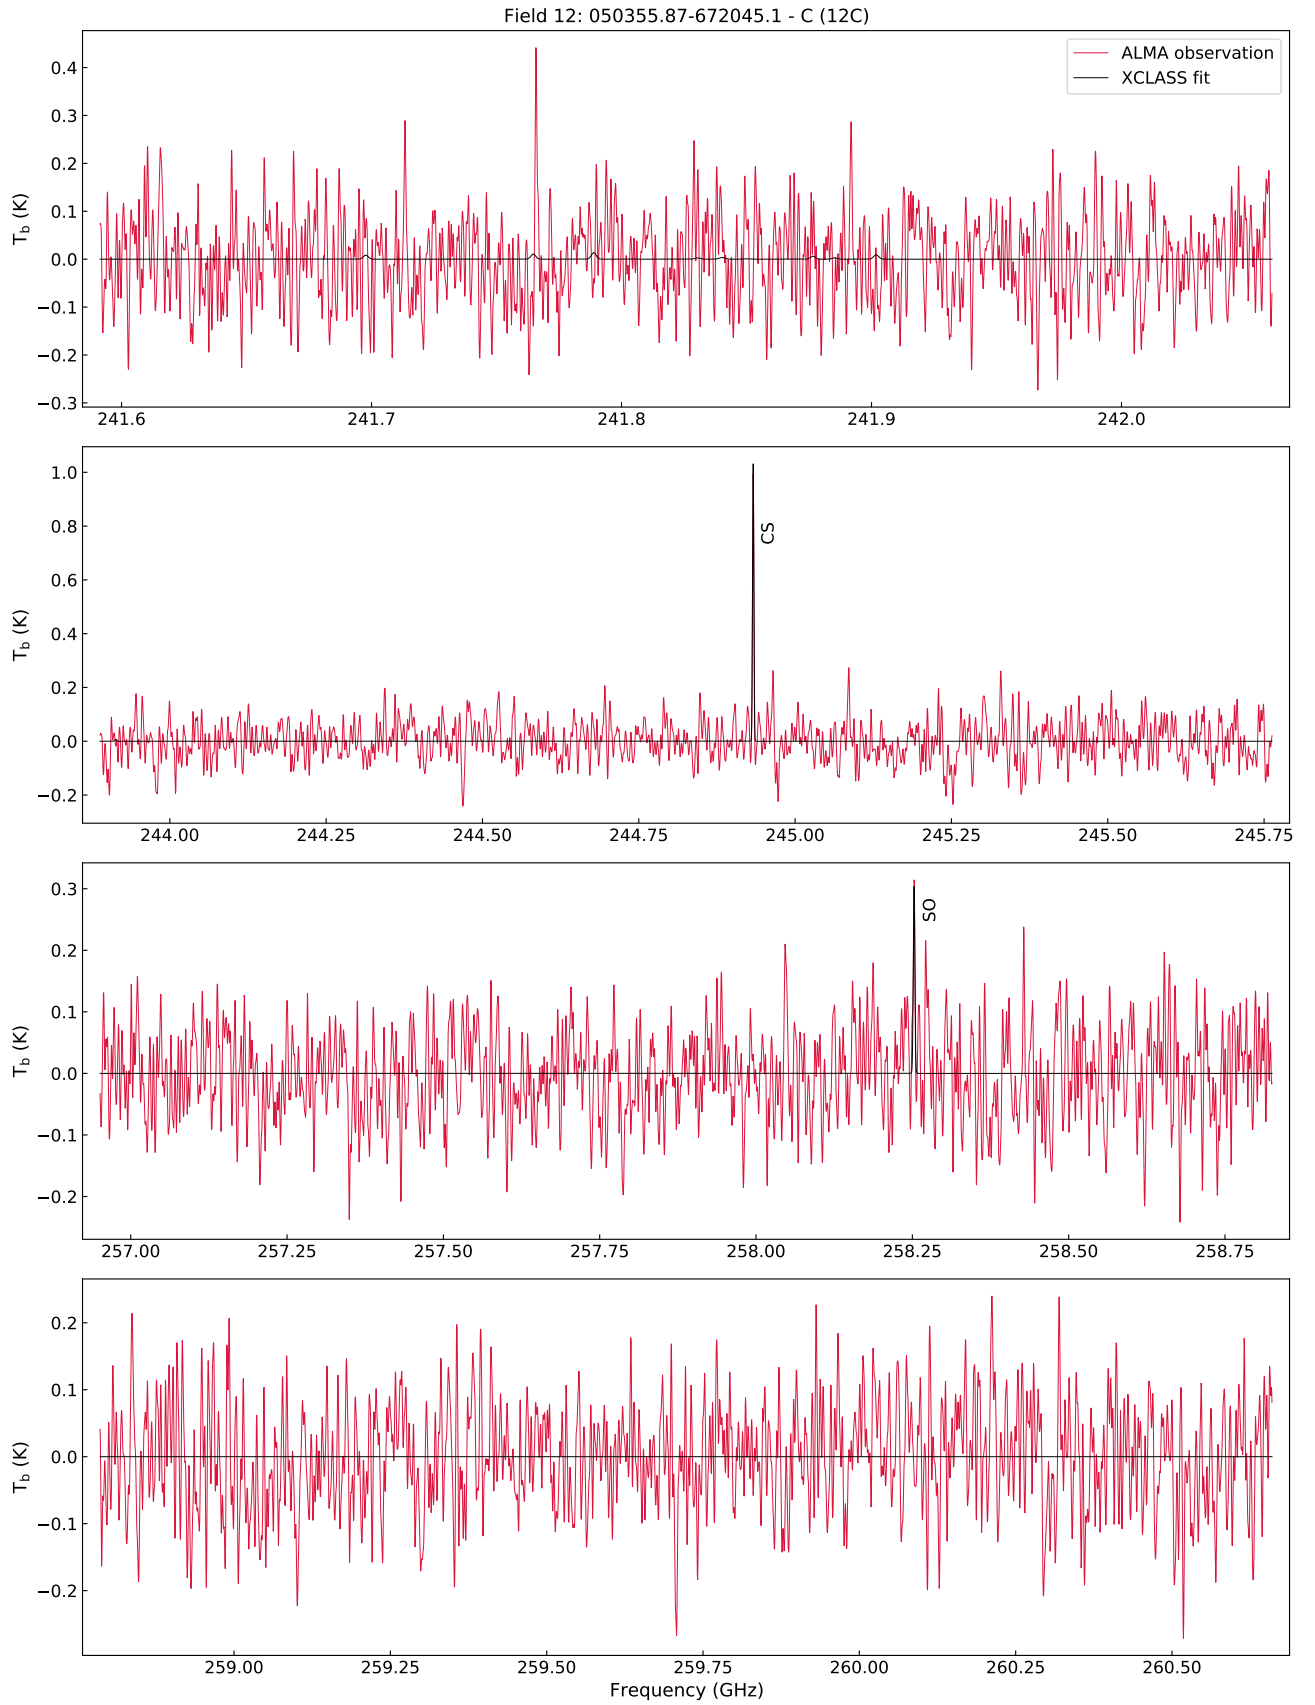 Field 12: 050355.87-672045.1 - C (12C)
ALMA observation
XCLASS fit
0.4
0.3
0.2
0.1
0.0
−0.1
−0.2
−0.3
T_b (K)
241.6 241.7 241.8 241.9 242.0
1.0
0.8
0.6
0.4
0.2
0.0
−0.2
T_b (K)
CS
244.00 244.25 244.50 244.75 245.00 245.25 245.50 245.75
0.3
0.2
0.1
0.0
−0.1
−0.2
T_b (K)
SO
257.00 257.25 257.50 257.75 258.00 258.25 258.50 258.75
0.2
0.1
0.0
−0.1
−0.2
T_b (K)
259.00 259.25 259.50 259.75 260.00 260.25 260.50
Frequency (GHz)